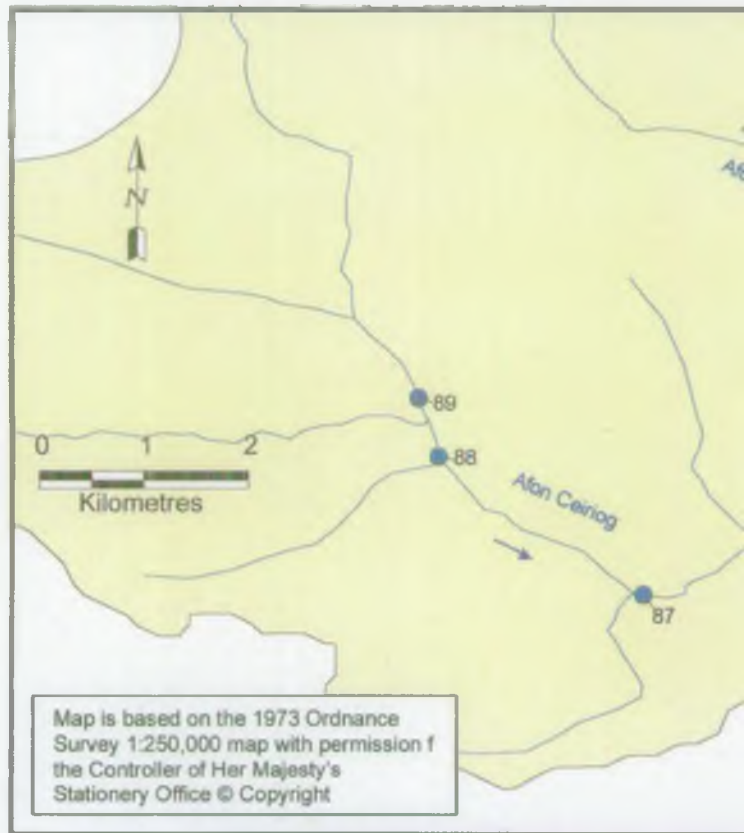 Afo
N
89
0 1 2
88
Kilometres
Afon Ceiriog
87
Map is based on the 1973 Ordnance
Survey 1:250,000 map with permission f
the Controller of Her Majesty's
Stationery Office © Copyright